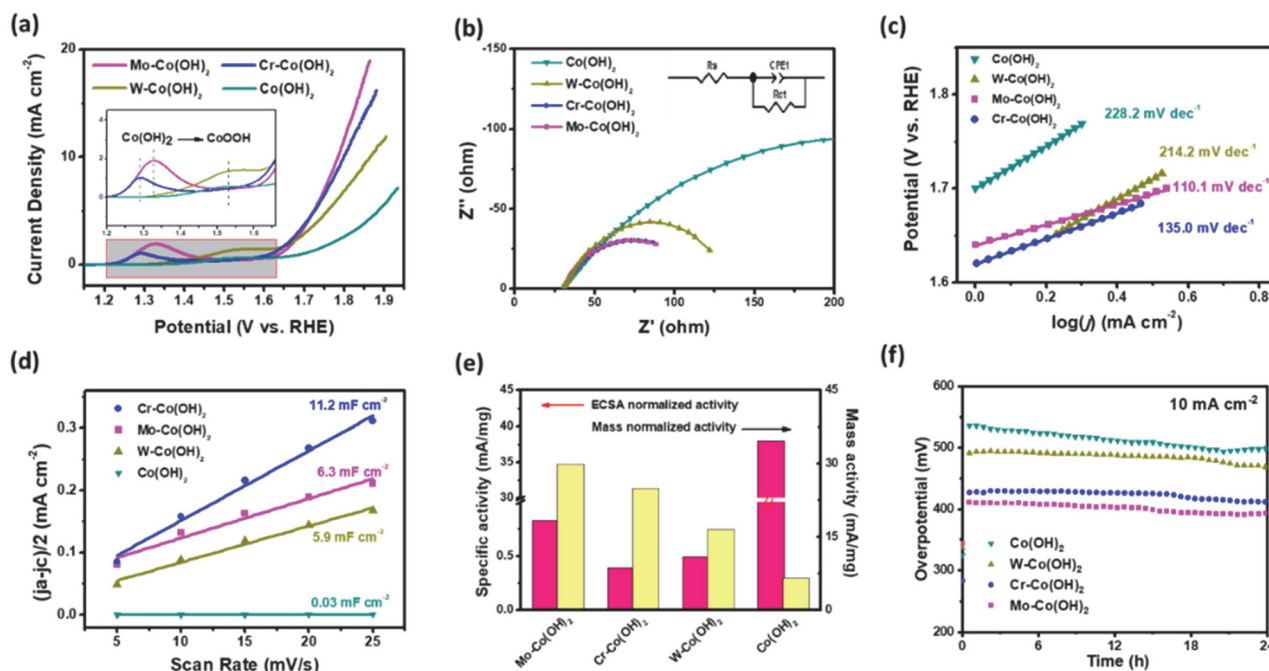 (a)
20
10
0
Current Density (mA cm⁻²)
Mo-Co(OH)₂
Cr-Co(OH)₂
W-Co(OH)₂
Co(OH)₂
4
2
0
Co(OH)₂ → CoOOH
1.2 1.3 1.4 1.5 1.6
1.2 1.3 1.4 1.5 1.6 1.7 1.8 1.9
Potential (V vs. RHE)
(b)
-150
-100
-50
0
Z'' (ohm)
Co(OH)₂
W-Co(OH)₂
Cr-Co(OH)₂
Mo-Co(OH)₂
Rs
CPE1
Rct
0 50 100 150 200
Z' (ohm)
(c)
1.8
1.7
1.6
Potential (V vs. RHE)
Co(OH)₂
W-Co(OH)₂
Mo-Co(OH)₂
Cr-Co(OH)₂
228.2 mV dec⁻¹
214.2 mV dec⁻¹
110.1 mV dec⁻¹
135.0 mV dec⁻¹
0.0 0.2 0.4 0.6 0.8
log(j) (mA cm⁻²)
(d)
0.3
0.2
0.1
0.0
(ja-jc)/2 (mA cm⁻²)
Cr-Co(OH)₂
Mo-Co(OH)₂
W-Co(OH)₂
Co(OH)₂
11.2 mF cm⁻²
6.3 mF cm⁻²
5.9 mF cm⁻²
0.03 mF cm⁻²
5 10 15 20 25
Scan Rate (mV/s)
(e)
45
40
35
30
0.5
0.0
Specific activity (mA/mg)
ECSA normalized activity
Mass normalized activity
45
30
15
0
Mass activity (mA/mg)
Mo-Co(OH)₂
Cr-Co(OH)₂
W-Co(OH)₂
Co(OH)₂
(f)
600
500
400
300
200
Overpotential (mV)
10 mA cm⁻²
Co(OH)₂
W-Co(OH)₂
Cr-Co(OH)₂
Mo-Co(OH)₂
0 6 12 18 24
Time (h)